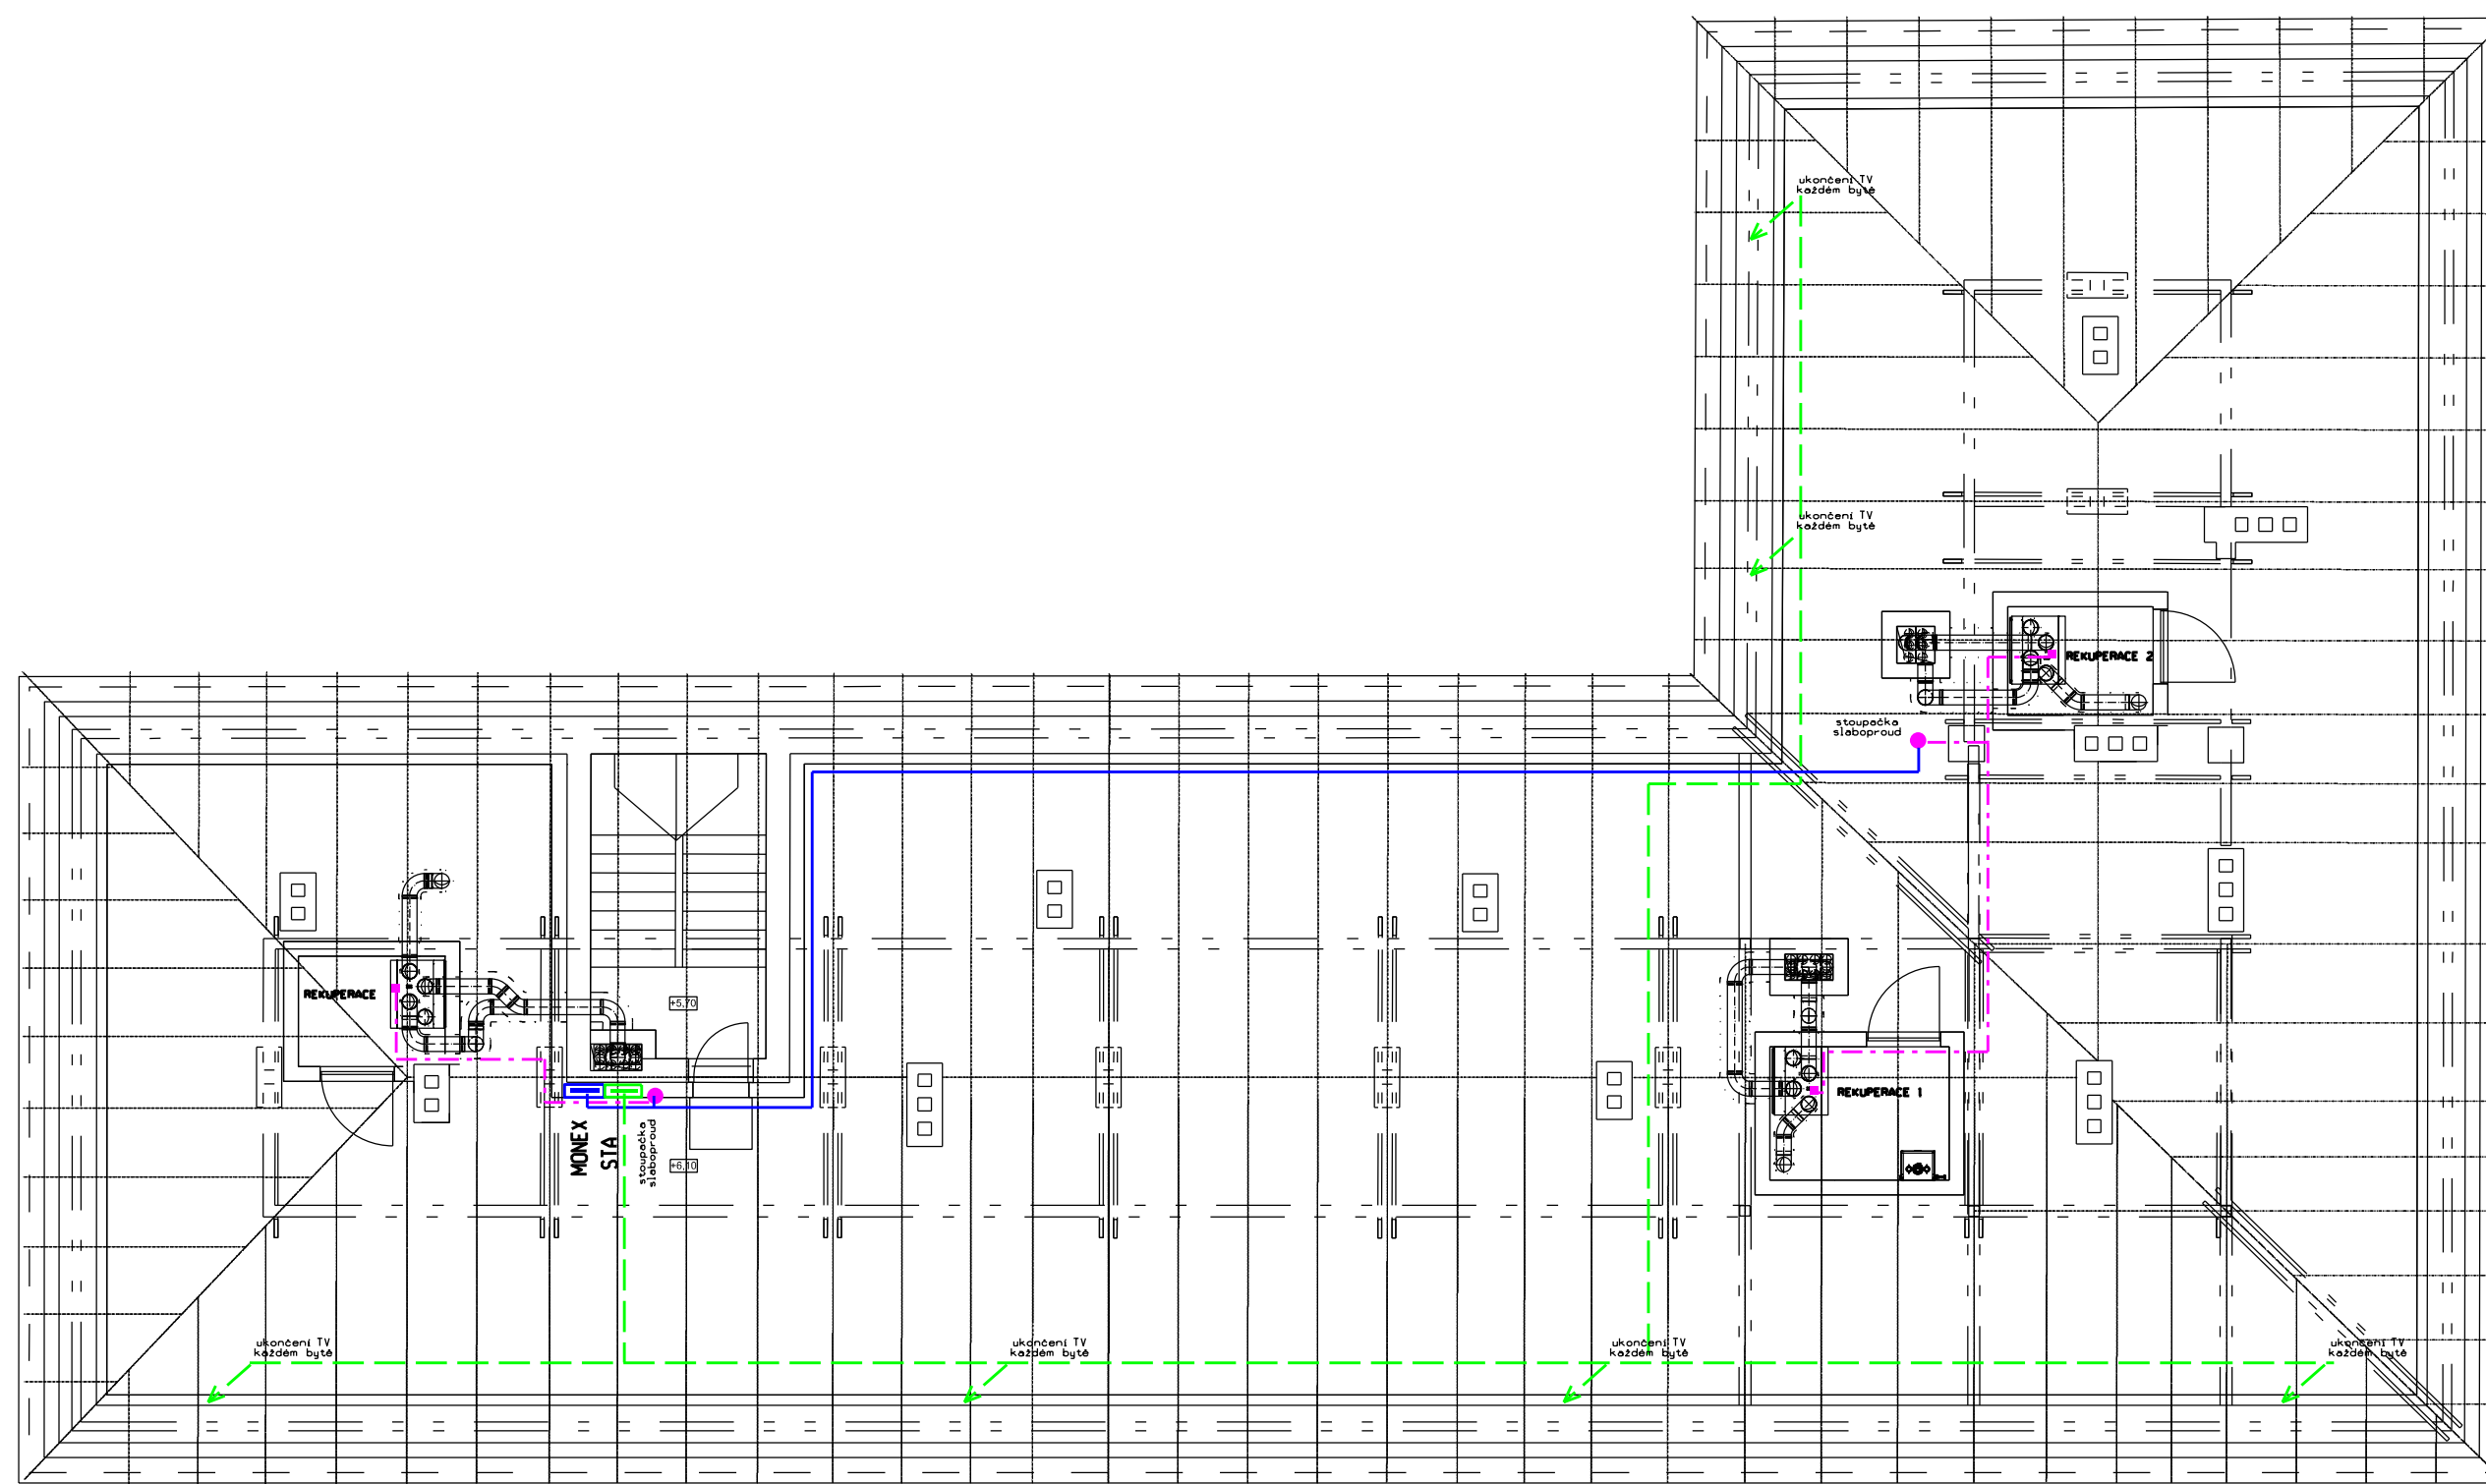 ukončení TV
každém bytě
ukončení TV
každém bytě
REKUPERACE 2
stoupačka
slaboproud
REKUPERACE
+5,70
REKUPERACE 1
MONEX
STA
stoupačka
slaboproud
+6,10
ukončení TV
každém bytě
ukončení TV
každém bytě
ukončení TV
každém bytě
ukončení TV
každém bytě